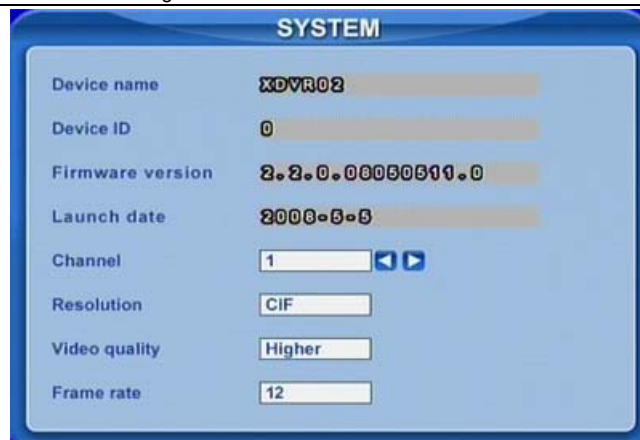 SYSTEM
Device name XDVR02
Device ID 0
Firmware version 2.2.0.08050511.0
Launch date 2008-5-5
Channel 1
Resolution CIF
Video quality Higher
Frame rate 12